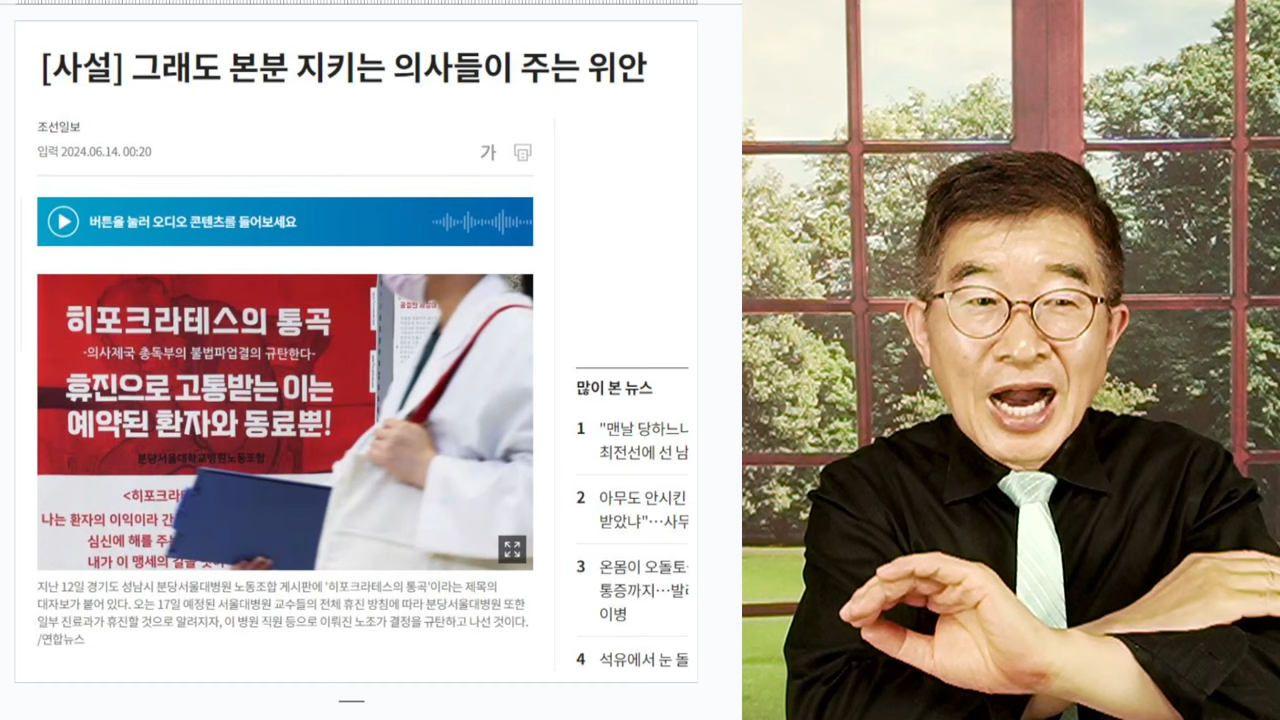 [사설] 그래도 본분 지키는 의사들이 주는 위안
조선일보
입력 2024.06.14. 00:20
가
버튼을 눌러 오디오 콘텐츠를 들어보세요
히포크라테스의 통곡
-의사제국 총독부의 불법파업결의 규탄한다-
휴진으로 고통받는 이는
예약된 환자와 동료뿐!
분당서울대학교병원노동조합
<히포크라테
나는 환자의 이익이라 간
심신에 해를 주는
내가 이 맹세의 길을
지난 12일 경기도 성남시 분당서울대병원 노동조합 게시판에 '히포크라테스의 통곡'이라는 제목의
대자보가 붙어 있다. 오는 17일 예정된 서울대병원 교수들의 전체 휴진 방침에 따라 분당서울대병원 또한
일부 진료과가 휴진할 것으로 알려지자, 이 병원 직원 등으로 이뤄진 노조가 결정을 규탄하고 나선 것이다.
/연합뉴스
많이 본 뉴스
1 "맨날 당하느니
최전선에 선 남
2 아무도 안시킨
받았냐"…사무
3 온몸이 오돌토
통증까지…발리
이병
4 석유에서 눈 돌